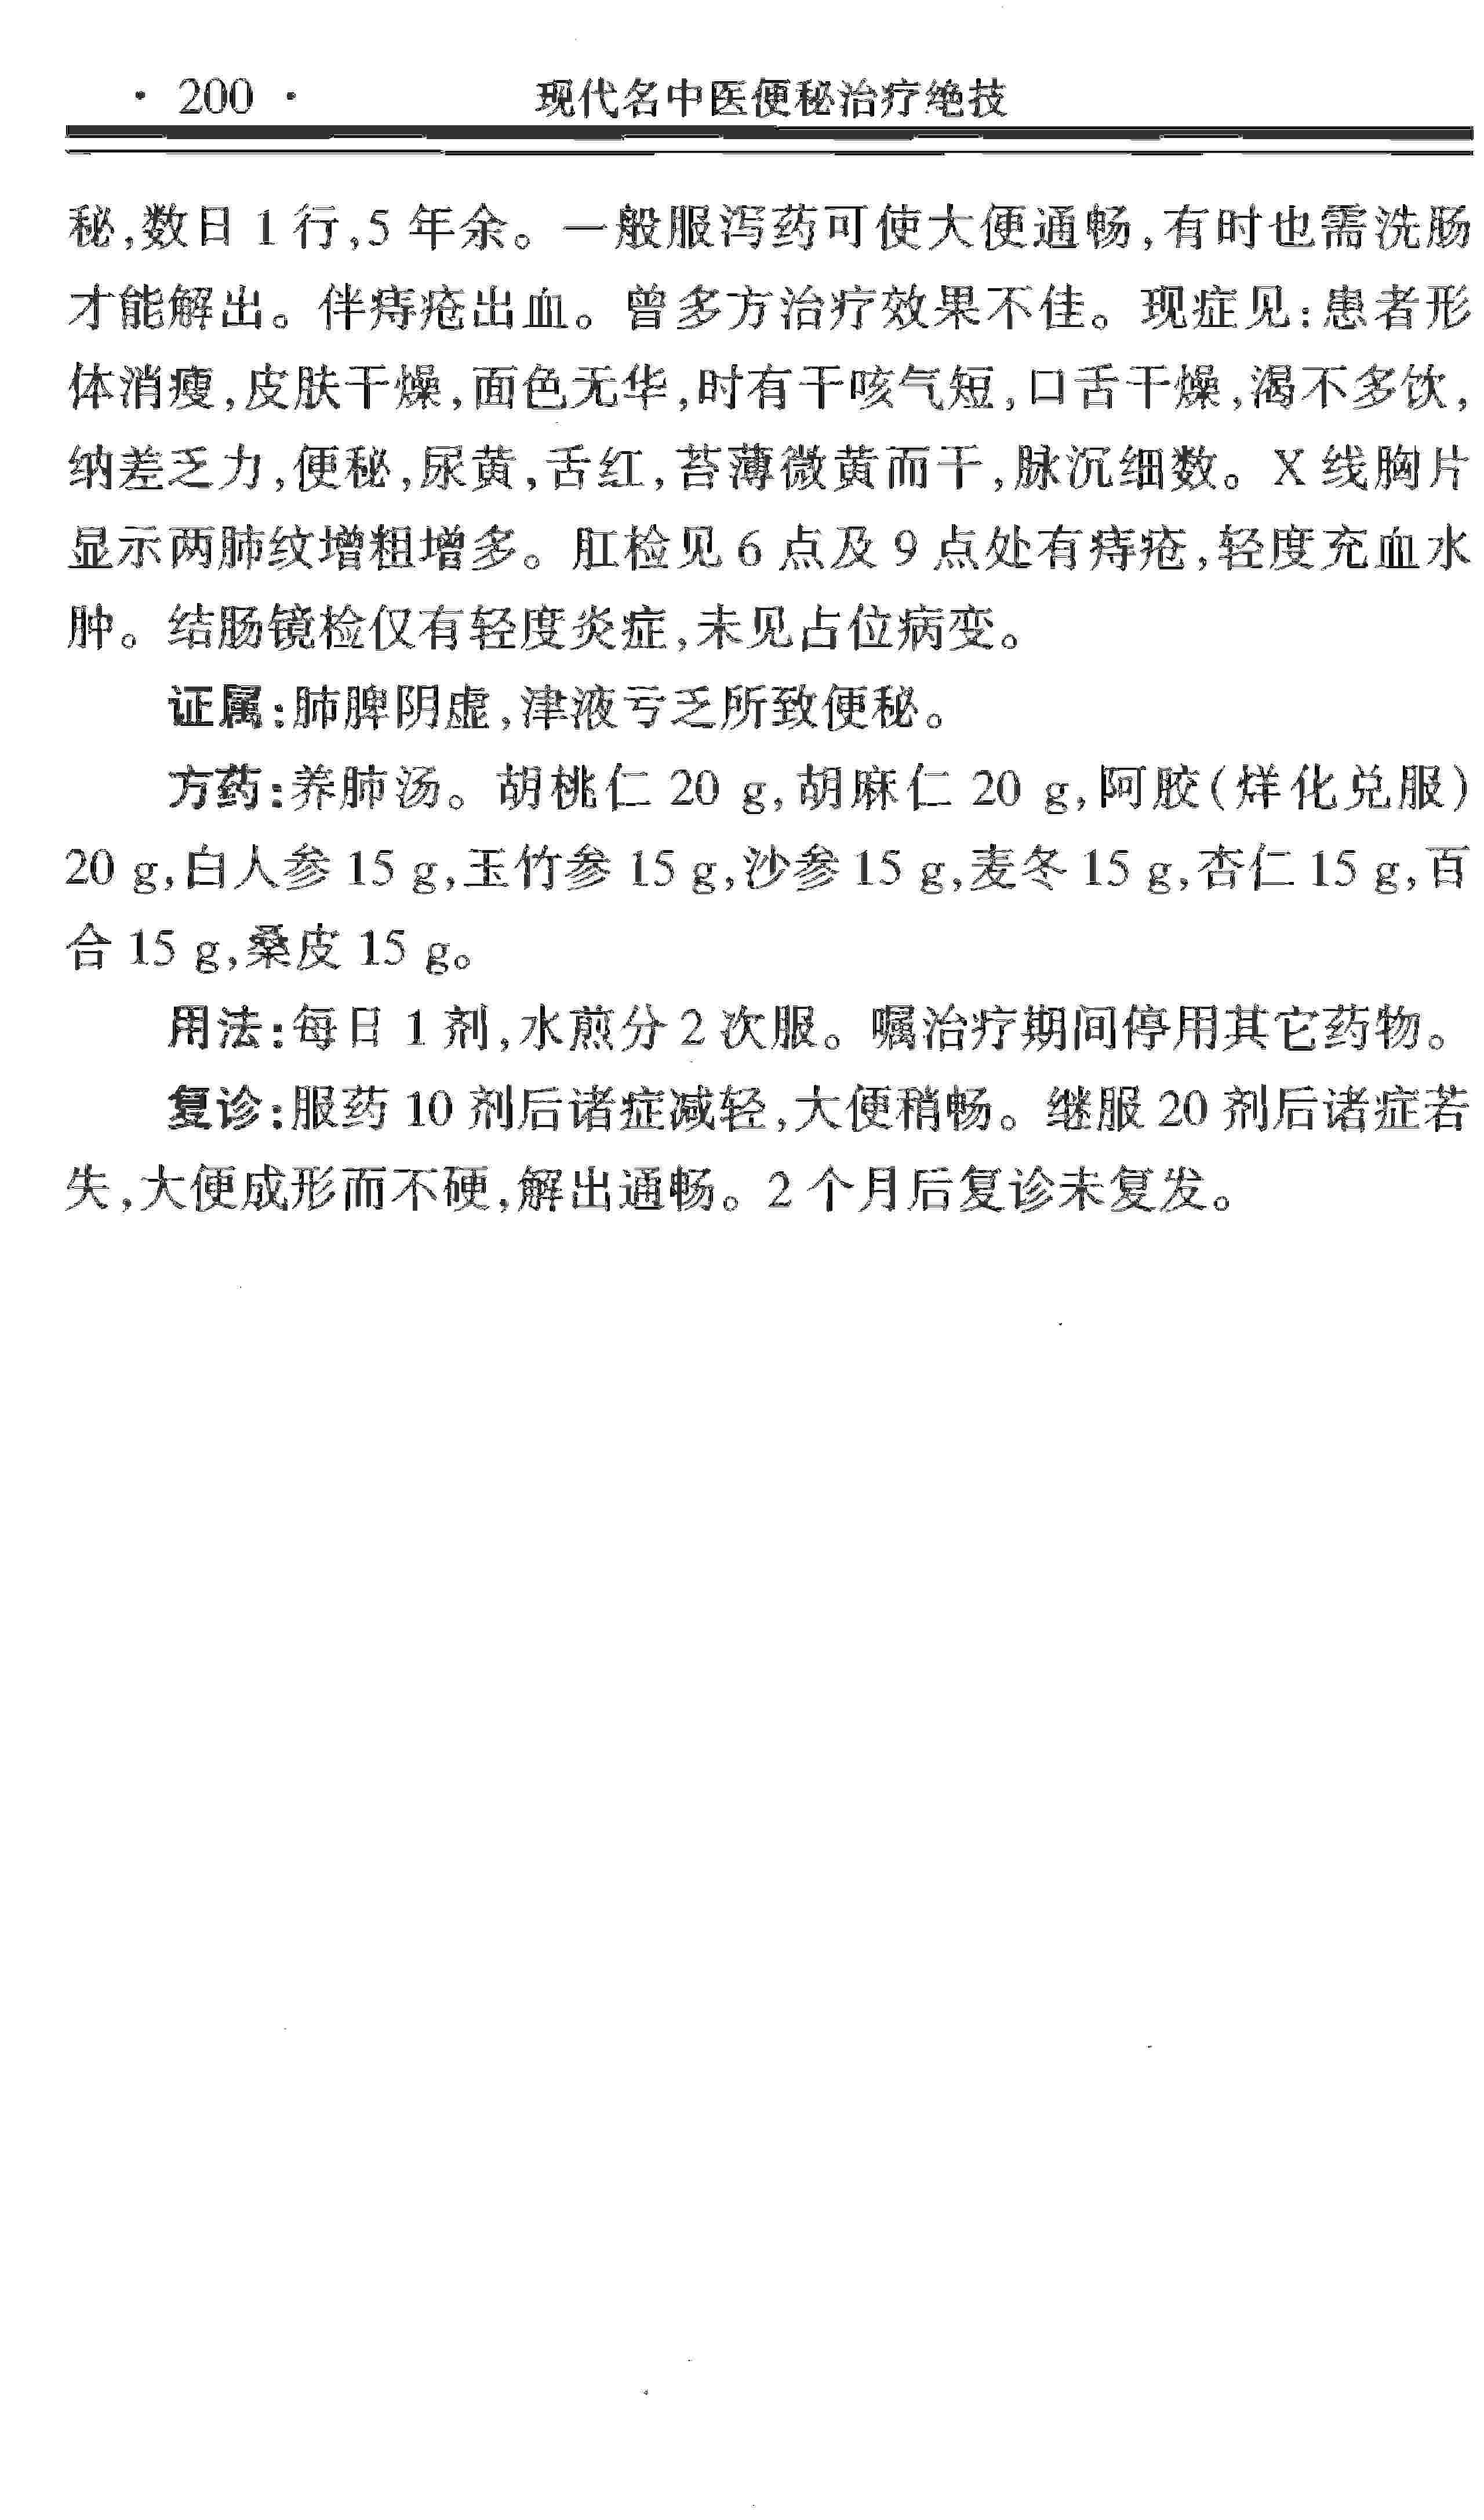 · 200 · 现代名中医便秘治疗绝技
秘,数日 1 行,5 年余。一般服泻药可使大便通畅,有时也需洗肠
才能解出。伴痔疮出血。曾多方治疗效果不佳。现症见:患者形
体消瘦,皮肤干燥,面色无华,时有干咳气短,口舌干燥,渴不多饮,
纳差乏力,便秘,尿黄,舌红,苔薄微黄而干,脉沉细数。X 线胸片
显示两肺纹增粗增多。肛检见 6 点及 9 点处有痔疮,轻度充血水
肿。结肠镜检仅有轻度炎症,未见占位病变。
证属:肺脾阴虚,津液亏乏所致便秘。
方药:养肺汤。胡桃仁 20 g,胡麻仁 20 g,阿胶(烊化兑服)
20 g,白人参 15 g,玉竹参 15 g,沙参 15 g,麦冬 15 g,杏仁 15 g,百
合 15 g,桑皮 15 g。
用法:每日 1 剂,水煎分 2 次服。嘱治疗期间停用其它药物。
复诊:服药 10 剂后诸症减轻,大便稍畅。继服 20 剂后诸症若
失,大便成形而不硬,解出通畅。2 个月后复诊未复发。